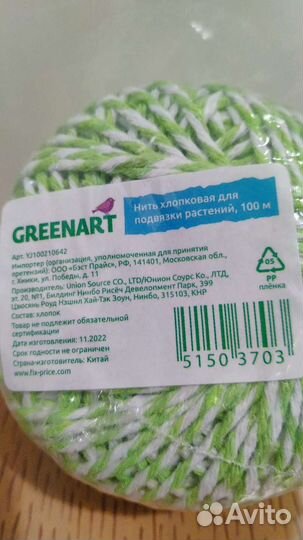 GREENART
Нить хлопковая для
подвязки растений, 100 м
Арт. YJ100210642
Импортер (организация, уполномоченная для принятия
претензий): ООО «Бэст Прайс», РФ, 141401, Московская обл.,
г. Химки, ул. Победы, д. 11
Производитель: Union Source CO., LTD/Юнион Соурс Ко., ЛТД,
эт. 20, №1, Билдинг Нинбо Рисёч Девелопмент Парк, 399
Цзюсянь Роуд Нэшнл Хай-Тэк Зоун, Нинбо, 315103, КНР
Состав: хлопок
Товар не подлежит обязательной
сертификации
Дата изготовления: 11.2022
Срок годности не ограничен
Страна-изготовитель: Китай
www.fix-price.com
05
PP
плёнка
5150 3703
Avito